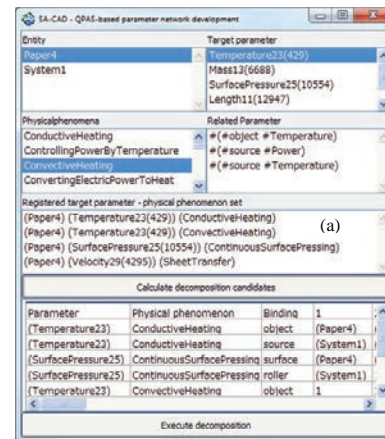 SA-CAD - QPAS-based parameter network development
Entity Target parameter
Paper4 Temperature23(429)
System1 Mass13(6688)
SurfacePressure25(10554)
Length11(12947)
Physicalphenomena Related Parameter
ConductiveHeating #(#object #Temperature)
ControllingPowerByTemperature #(#source #Power)
ConvectiveHeating #(#source #Temperature)
ConvertingElectricPowerToHeat
Registered target parameter - physical phenomenon set
(Paper4) (Temperature23(429)) (ConductiveHeating)
(Paper4) (Temperature23(429)) (ConvectiveHeating) (a)
(Paper4) (SurfacePressure25(10554)) (ContinuousSurfacePressing)
(Paper4) (Velocity29(4295)) (SheetTransfer)
Calculate decomposition candidates
Parameter Physical phenomenon Binding 1
(Temperature23) ConductiveHeating object (Paper4)
(Temperature23) ConductiveHeating source (System1)
(SurfacePressure25) ContinuousSurfacePressing surface (Paper4)
(SurfacePressure25) ContinuousSurfacePressing roller (System1)
(Temperature23) ConvectiveHeating object 1
Execute decomposition